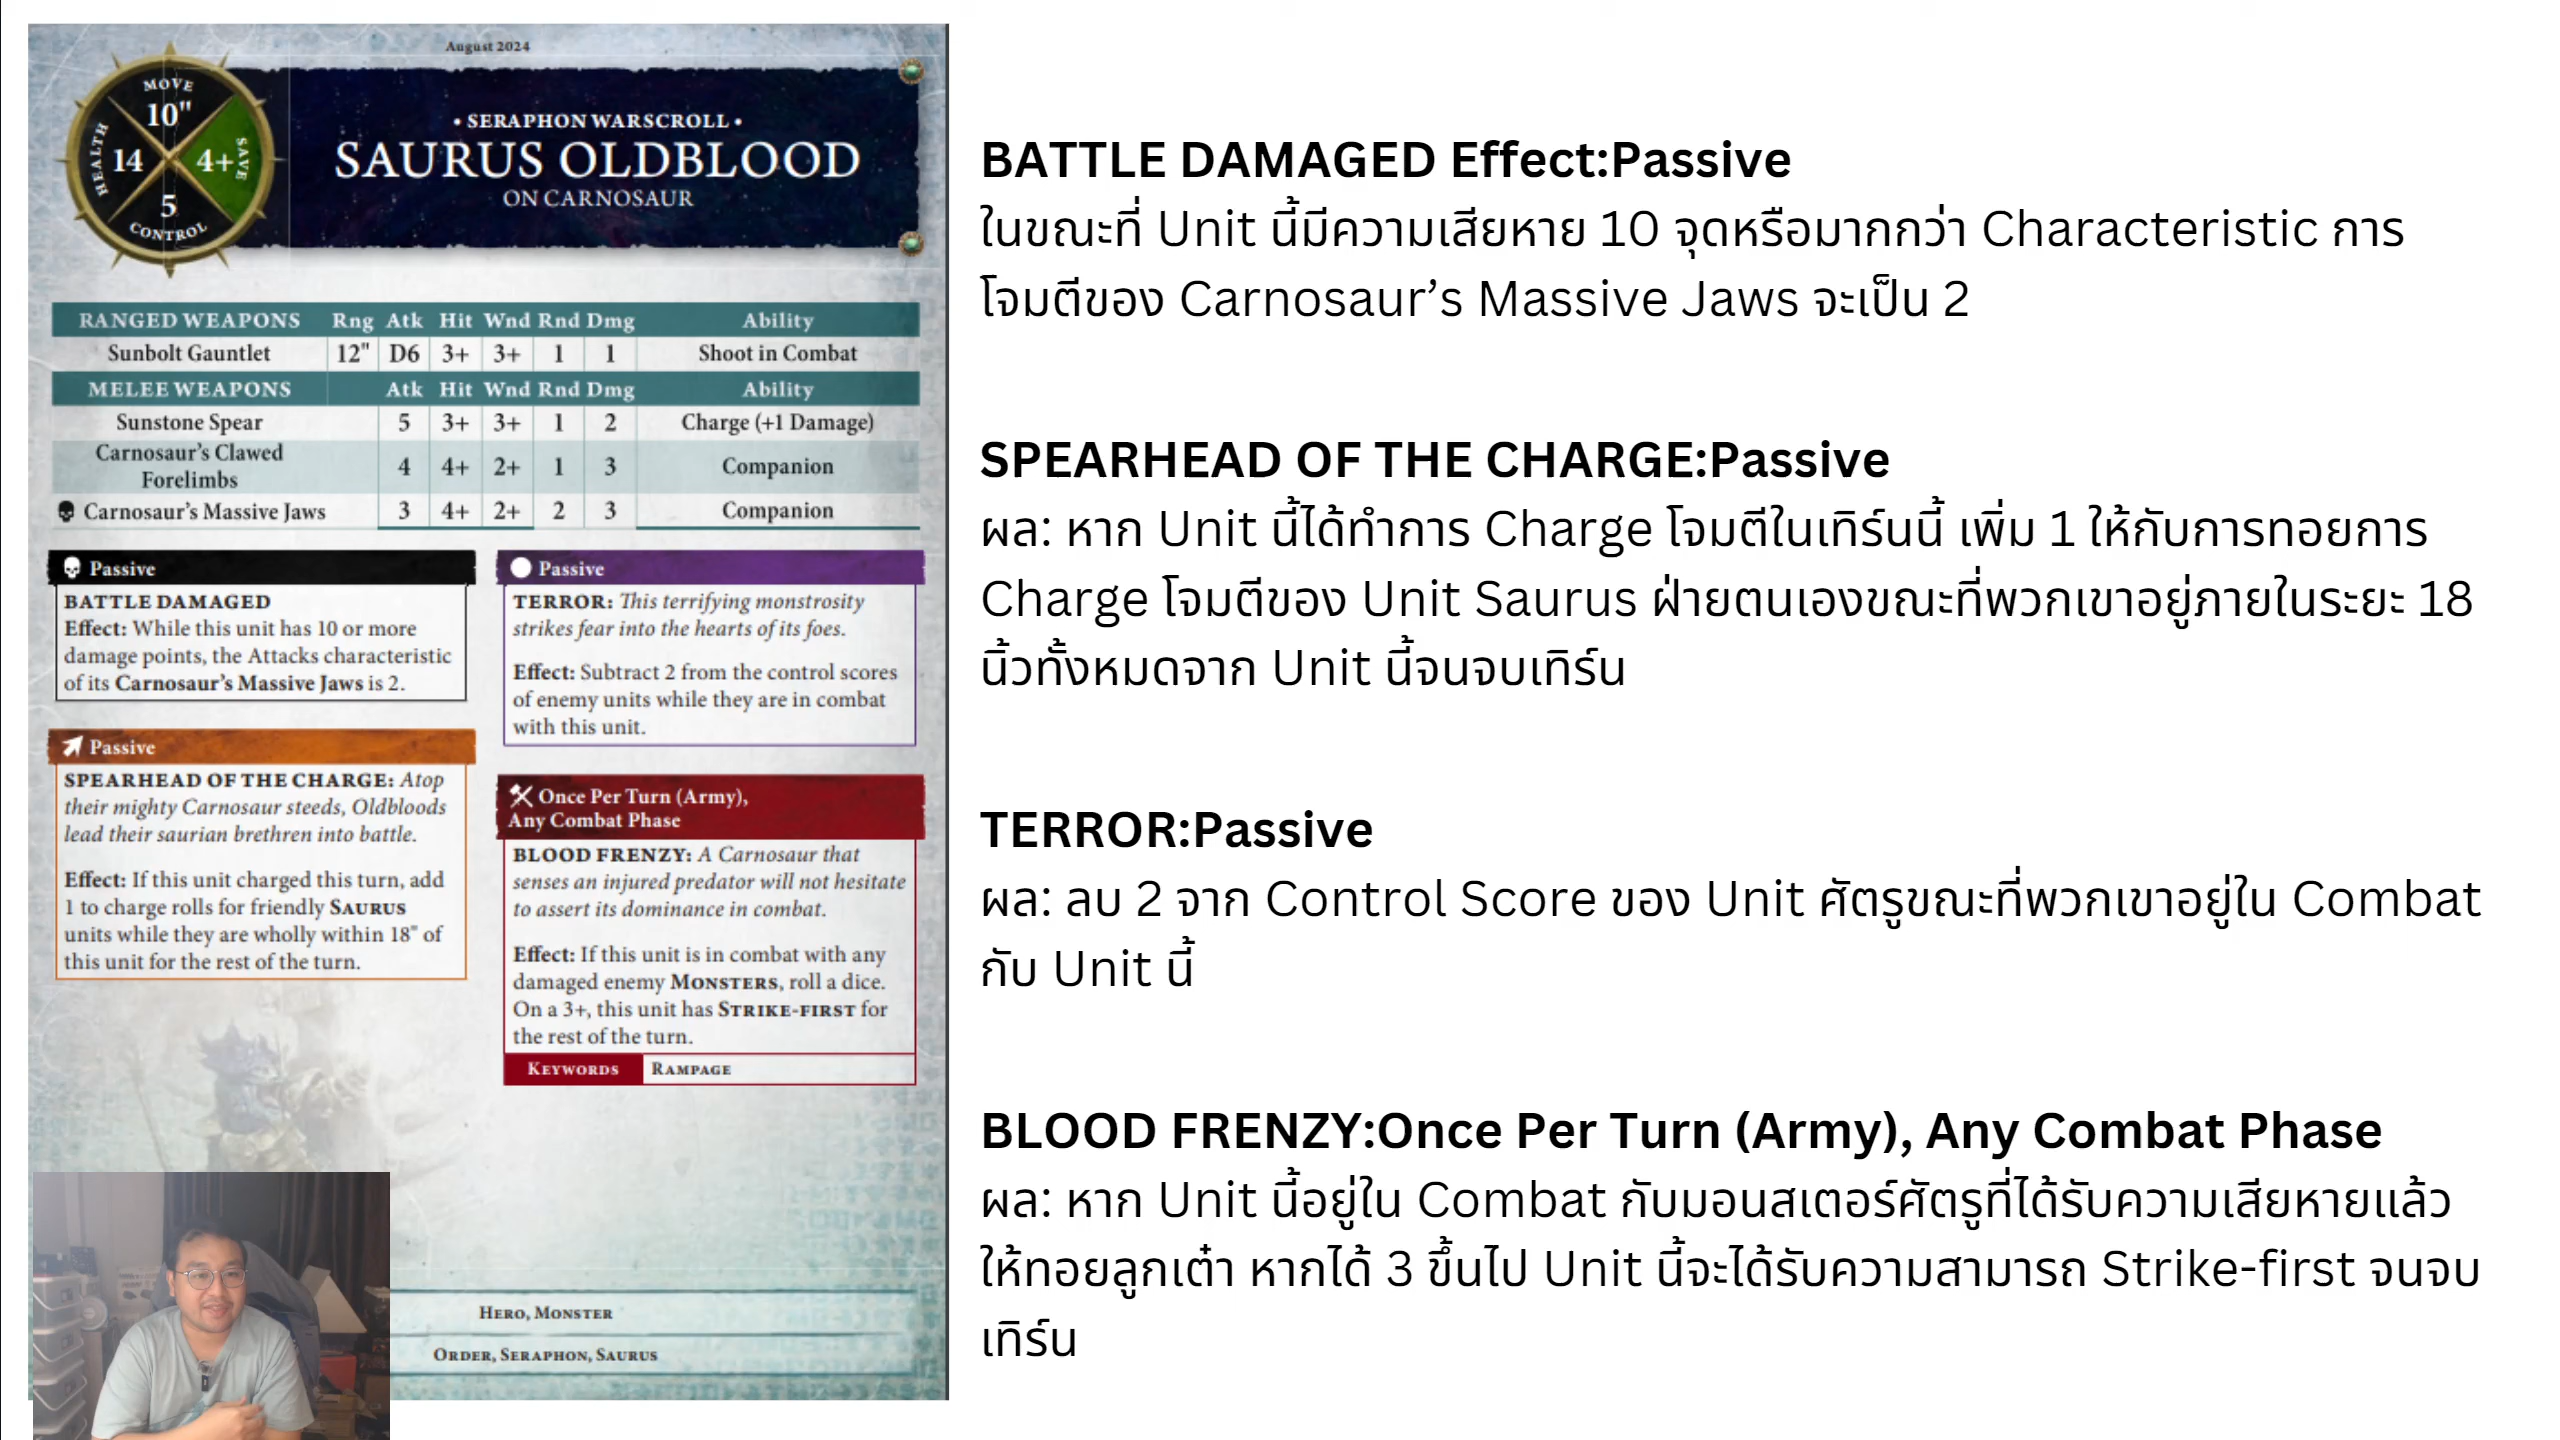 August 2024
MOVE
10"
HEALTH
14
4+
SAVE
5
CONTROL
• SERAPHON WARSCROLL •
SAURUS OLDBLOOD
ON CARNOSAUR
RANGED WEAPONS Rng Atk Hit Wnd Rnd Dmg Ability
Sunbolt Gauntlet 12" D6 3+ 3+ 1 1 Shoot in Combat
MELEE WEAPONS Atk Hit Wnd Rnd Dmg Ability
Sunstone Spear 5 3+ 3+ 1 2 Charge (+1 Damage)
Carnosaur's Clawed
Forelimbs 4 4+ 2+ 1 3 Companion
Carnosaur's Massive Jaws 3 4+ 2+ 2 3 Companion
Passive
BATTLE DAMAGED
Effect: While this unit has 10 or more
damage points, the Attacks characteristic
of its Carnosaur's Massive Jaws is 2.
Passive
SPEARHEAD OF THE CHARGE: Atop
their mighty Carnosaur steeds, Oldbloods
lead their saurian brethren into battle.
Effect: If this unit charged this turn, add
1 to charge rolls for friendly SAURUS
units while they are wholly within 18" of
this unit for the rest of the turn.
Passive
TERROR: This terrifying monstrosity
strikes fear into the hearts of its foes.
Effect: Subtract 2 from the control scores
of enemy units while they are in combat
with this unit.
Once Per Turn (Army),
Any Combat Phase
BLOOD FRENZY: A Carnosaur that
senses an injured predator will not hesitate
to assert its dominance in combat.
Effect: If this unit is in combat with any
damaged enemy MONSTERS, roll a dice.
On a 3+, this unit has STRIKE-FIRST for
the rest of the turn.
KEYWORDS RAMPAGE
HERO, MONSTER
ORDER, SERAPHON, SAURUS
BATTLE DAMAGED Effect:Passive
ในขณะที่ Unit นี้มีความเสียหาย 10 จุดหรือมากกว่า Characteristic การ
โจมตีของ Carnosaur's Massive Jaws จะเป็น 2
SPEARHEAD OF THE CHARGE:Passive
ผล: หาก Unit นี้ได้ทำการ Charge โจมตีในเทิร์นนี้ เพิ่ม 1 ให้กับการทอยการ
Charge โจมตีของ Unit Saurus ฝ่ายตนเองขณะที่พวกเขาอยู่ภายในระยะ 18
นิ้วทั้งหมดจาก Unit นี้จนจบเทิร์น
TERROR:Passive
ผล: ลบ 2 จาก Control Score ของ Unit ศัตรูขณะที่พวกเขาอยู่ใน Combat
กับ Unit นี้
BLOOD FRENZY:Once Per Turn (Army), Any Combat Phase
ผล: หาก Unit นี้อยู่ใน Combat กับมอนสเตอร์ศัตรูที่ได้รับความเสียหายแล้ว
ให้ทอยลูกเต๋า หากได้ 3 ขึ้นไป Unit นี้จะได้รับความสามารถ Strike-first จนจบ
เทิร์น